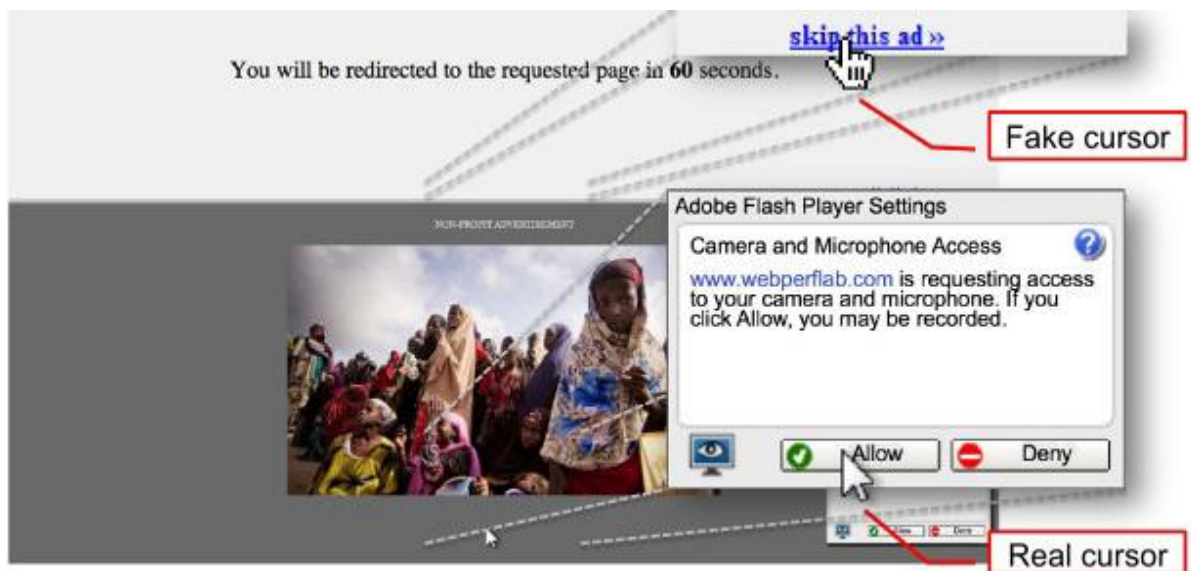 skip this ad »
You will be redirected to the requested page in 60 seconds.
Fake cursor
Adobe Flash Player Settings
NON-PROFIT ADVERTISEMENT
Camera and Microphone Access
www.webperflab.com is requesting access
to your camera and microphone. If you
click Allow, you may be recorded.
Allow
Deny
Allow
Deny
Real cursor